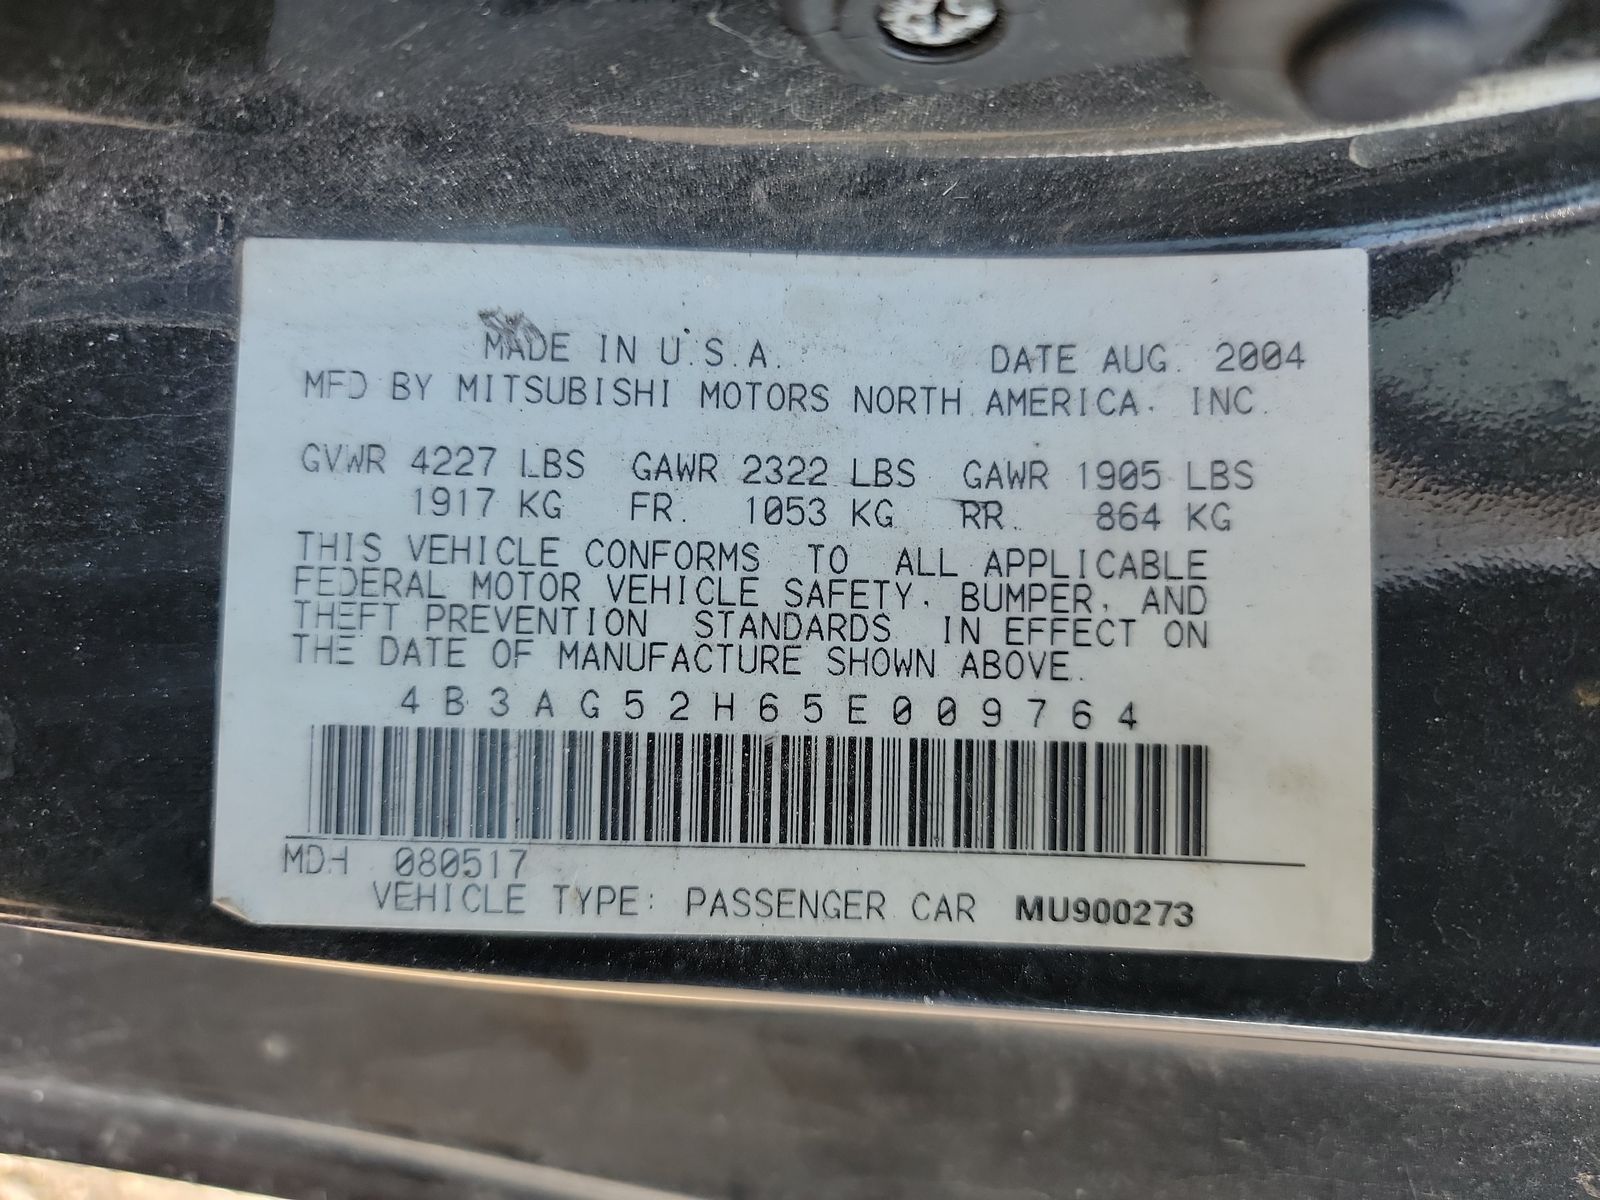 MADE IN U.S.A. DATE AUG. 2004
MFD BY MITSUBISHI MOTORS NORTH AMERICA, INC.
GVWR 4227 LBS GAWR 2322 LBS GAWR 1905 LBS
1917 KG FR. 1053 KG RR. 864 KG
THIS VEHICLE CONFORMS TO ALL APPLICABLE
FEDERAL MOTOR VEHICLE SAFETY, BUMPER, AND
THEFT PREVENTION STANDARDS IN EFFECT ON
THE DATE OF MANUFACTURE SHOWN ABOVE.
4B3AG52H65E009764
MDH 080517
VEHICLE TYPE: PASSENGER CAR MU900273